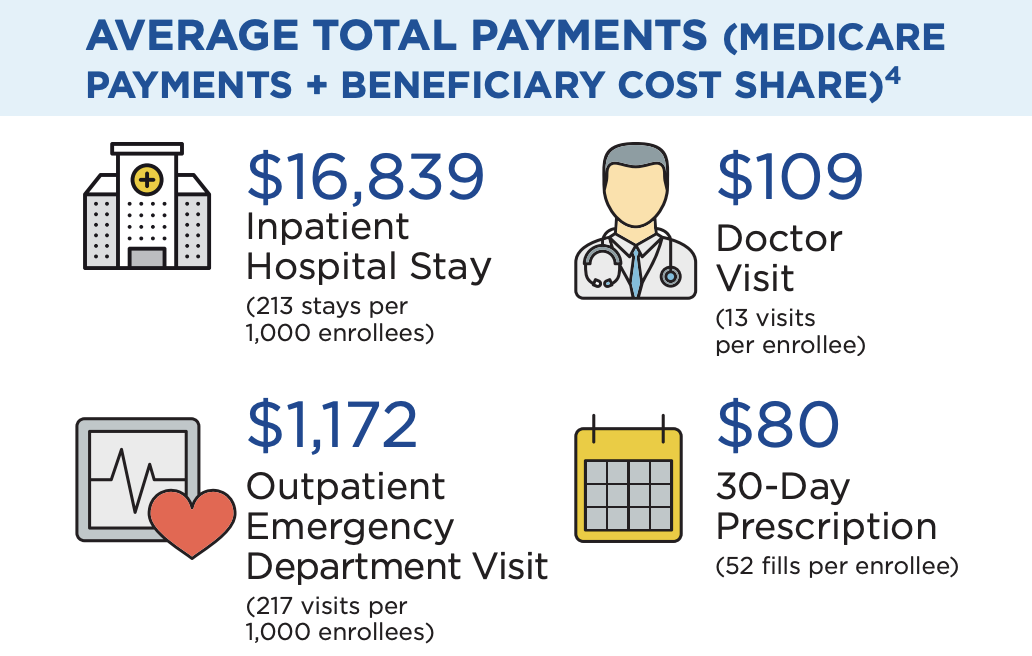 AVERAGE TOTAL PAYMENTS (MEDICARE
PAYMENTS + BENEFICIARY COST SHARE)⁴
$16,839
Inpatient
Hospital Stay
(213 stays per
1,000 enrollees)
$109
Doctor
Visit
(13 visits
per enrollee)
$1,172
Outpatient
Emergency
Department Visit
(217 visits per
1,000 enrollees)
$80
30-Day
Prescription
(52 fills per enrollee)